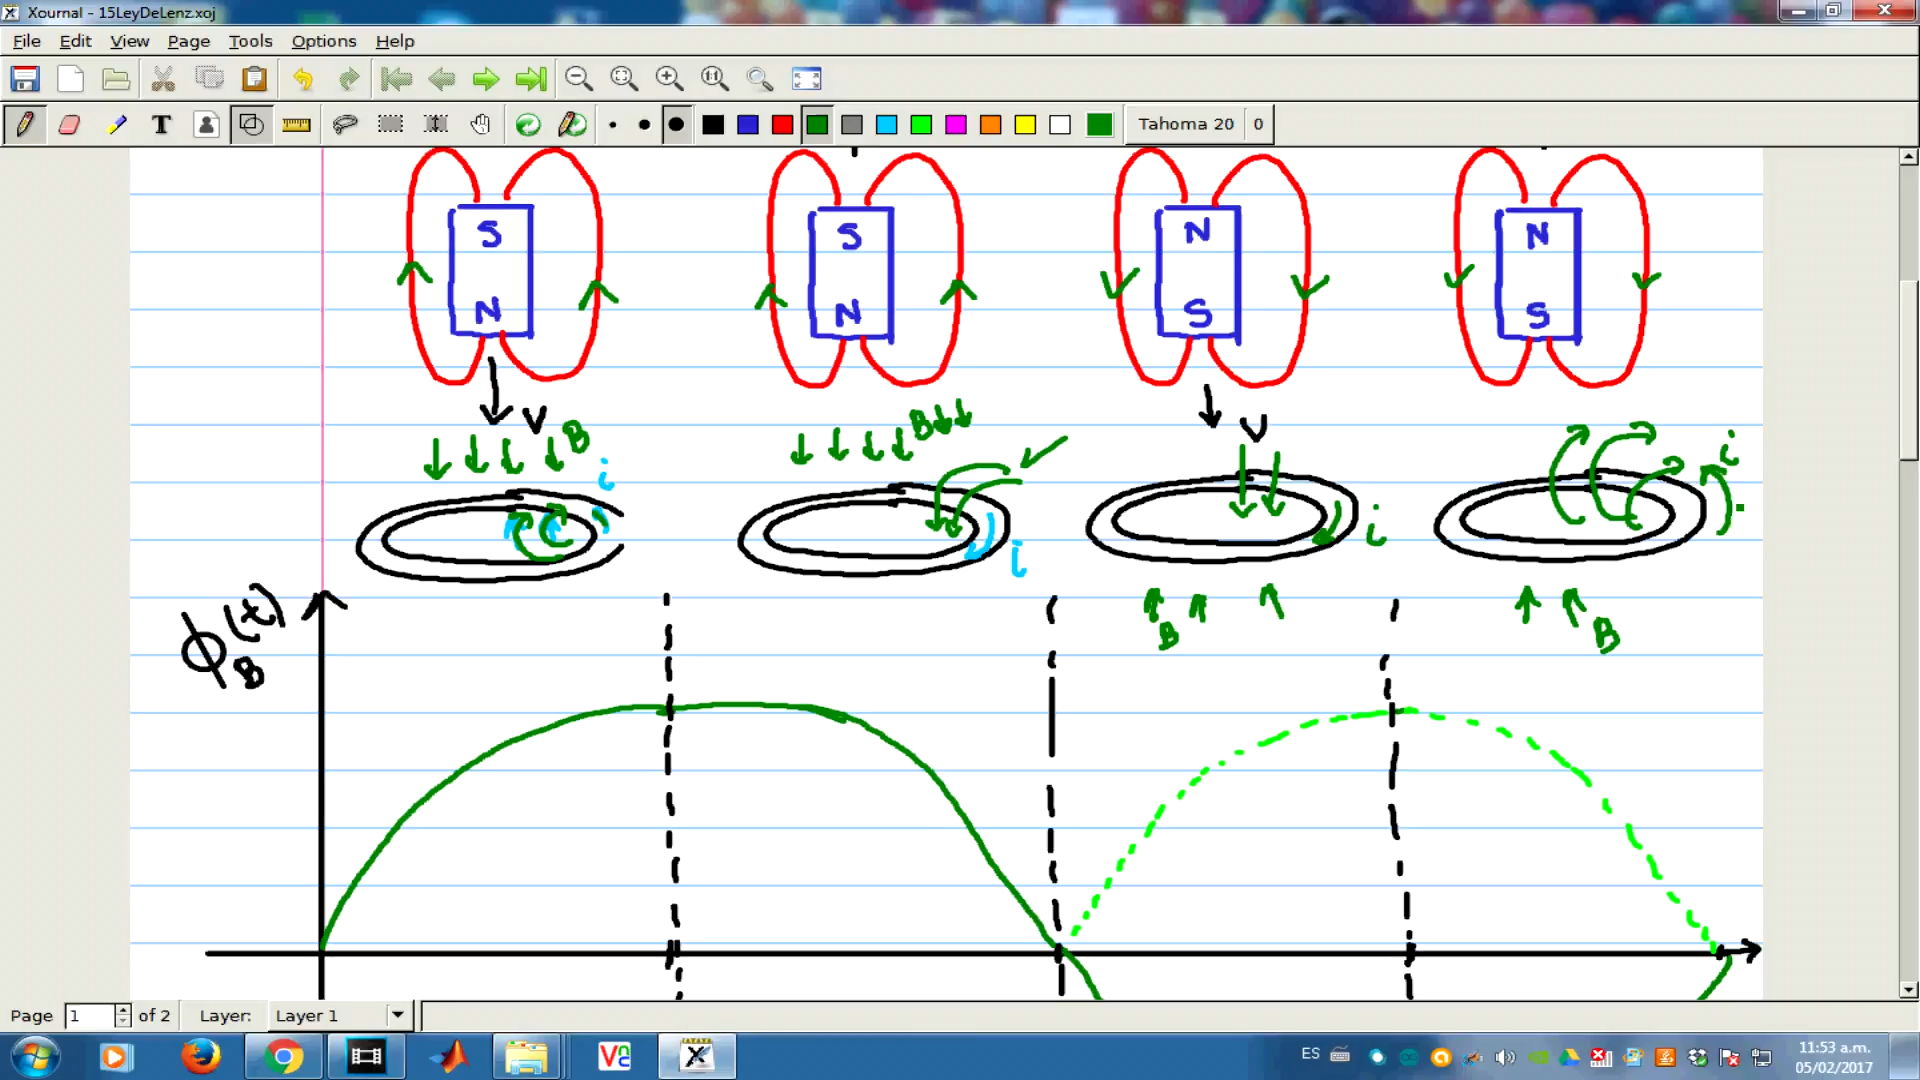 Xournal - 15LeyDeLenz.xoj
File Edit View Page Tools Options Help
T Tahoma 20 0
S S N N
N N S S
V B B V
i i i i
B B
ϕB(t)
Page 1 of 2 Layer: Layer 1
ES 11:53 a.m.
05/02/2017